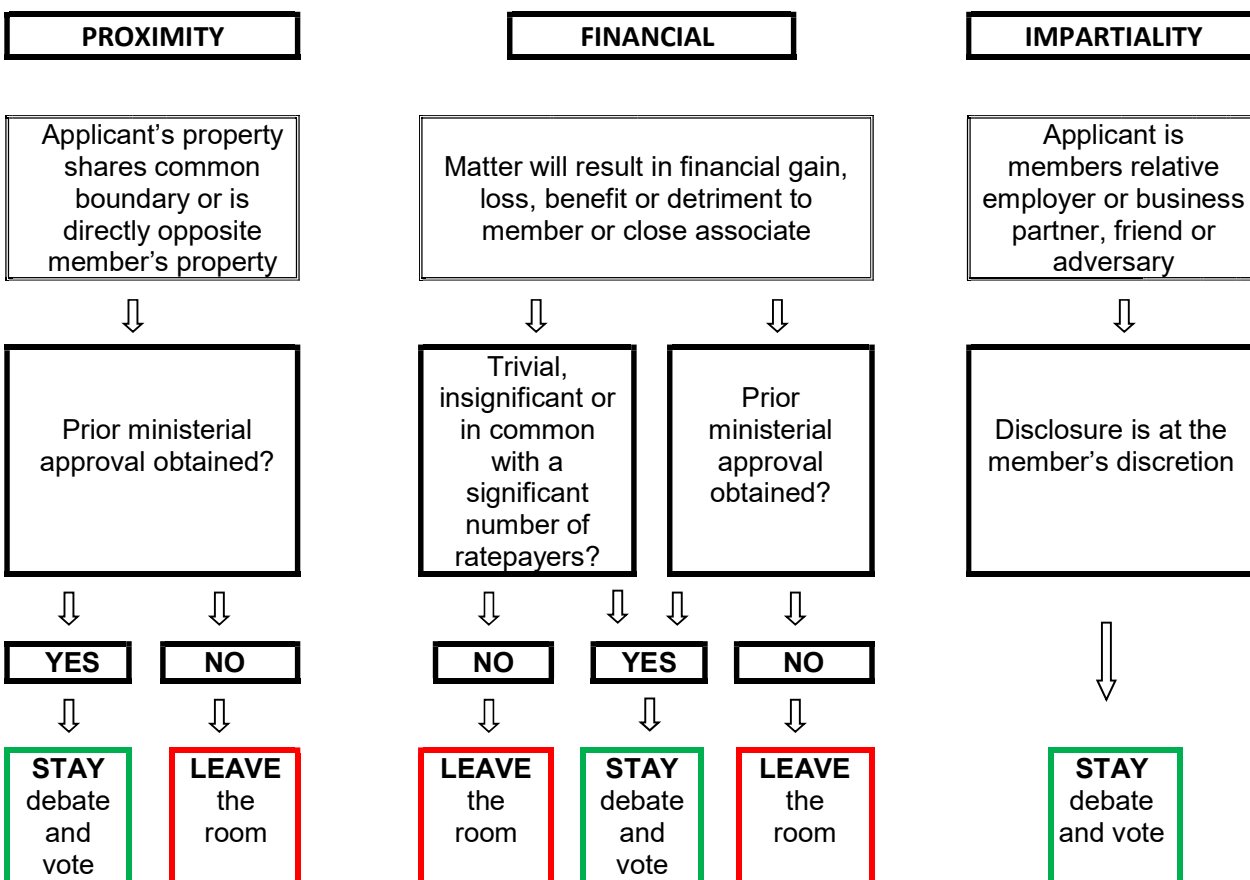 PROXIMITY
FINANCIAL
IMPARTIALITY
Applicant's property
shares common
boundary or is
directly opposite
member's property
Matter will result in financial gain,
loss, benefit or detriment to
member or close associate
Applicant is
members relative
employer or business
partner, friend or
adversary
Prior ministerial
approval obtained?
Trivial,
insignificant or
in common
with a
significant
number of
ratepayers?
Prior
ministerial
approval
obtained?
Disclosure is at the
member's discretion
YES
NO
NO
YES
NO
STAY
debate
and
vote
LEAVE
the
room
LEAVE
the
room
STAY
debate
and
vote
LEAVE
the
room
STAY
debate
and vote